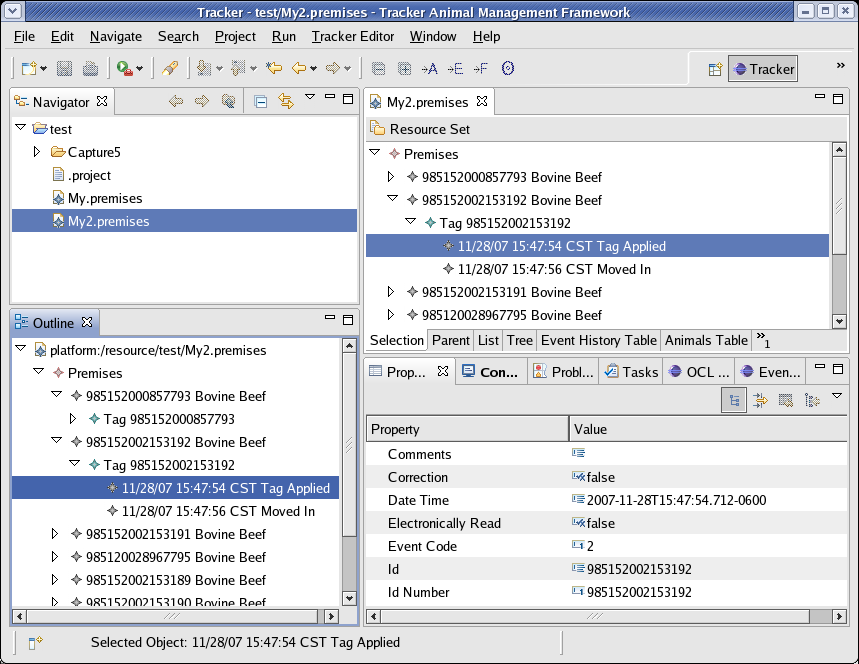 Tracker - test/My2.premises - Tracker Animal Management Framework
File Edit Navigate Search Project Run Tracker Editor Window Help
Tracker
Navigator
test
Capture5
.project
My.premises
My2.premises
My2.premises
Resource Set
Premises
985152000857793 Bovine Beef
985152002153192 Bovine Beef
Tag 985152002153192
11/28/07 15:47:54 CST Tag Applied
11/28/07 15:47:56 CST Moved In
985152002153191 Bovine Beef
985120028967795 Bovine Beef
Selection Parent List Tree Event History Table Animals Table »1
Outline
platform:/resource/test/My2.premises
Premises
985152000857793 Bovine Beef
Tag 985152000857793
985152002153192 Bovine Beef
Tag 985152002153192
11/28/07 15:47:54 CST Tag Applied
11/28/07 15:47:56 CST Moved In
985152002153191 Bovine Beef
985120028967795 Bovine Beef
985152002153189 Bovine Beef
985152002153190 Bovine Beef
Prop... Con... Probl... Tasks OCL ... Even...
Property Value
Comments
Correction false
Date Time 2007-11-28T15:47:54.712-0600
Electronically Read false
Event Code 2
Id 985152002153192
Id Number 985152002153192
Selected Object: 11/28/07 15:47:54 CST Tag Applied